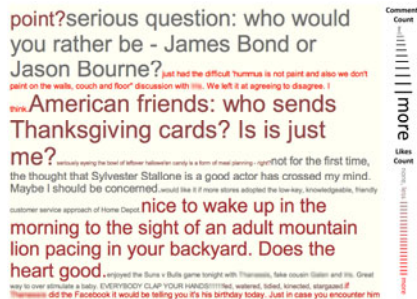 point?serious question: who would
you rather be - James Bond or
Jason Bourne?just had the difficult 'hummus is not paint and also we don't
paint on the walls, couch and floor" discussion with We left it at agreeing to disagree. I
think.American friends: who sends
Thanksgiving cards? Is is just
me?seriously eyeing the bowl of leftover hallowe'en candy is a form of meal planning - right?not for the first time,
the thought that Sylvester Stallone is a good actor has crossed my mind.
Maybe I should be concerned.would like it if more stores adopted the low-key, knowledgeable, friendly
customer service approach of Home Depot.nice to wake up in the
morning to the sight of an adult mountain
lion pacing in your backyard. Does the
heart good.enjoyed the Suns v Bulls game tonight with fake cousin and Great
way to over stimulate a baby. EVERYBODY CLAP YOUR HANDS!!!!!fed, watered, tidied, kinected, stargazed.if
did the Facebook it would be telling you it's his birthday today. Just in case you encounter him
Comment
Count
more
Likes
Count
none, less
more